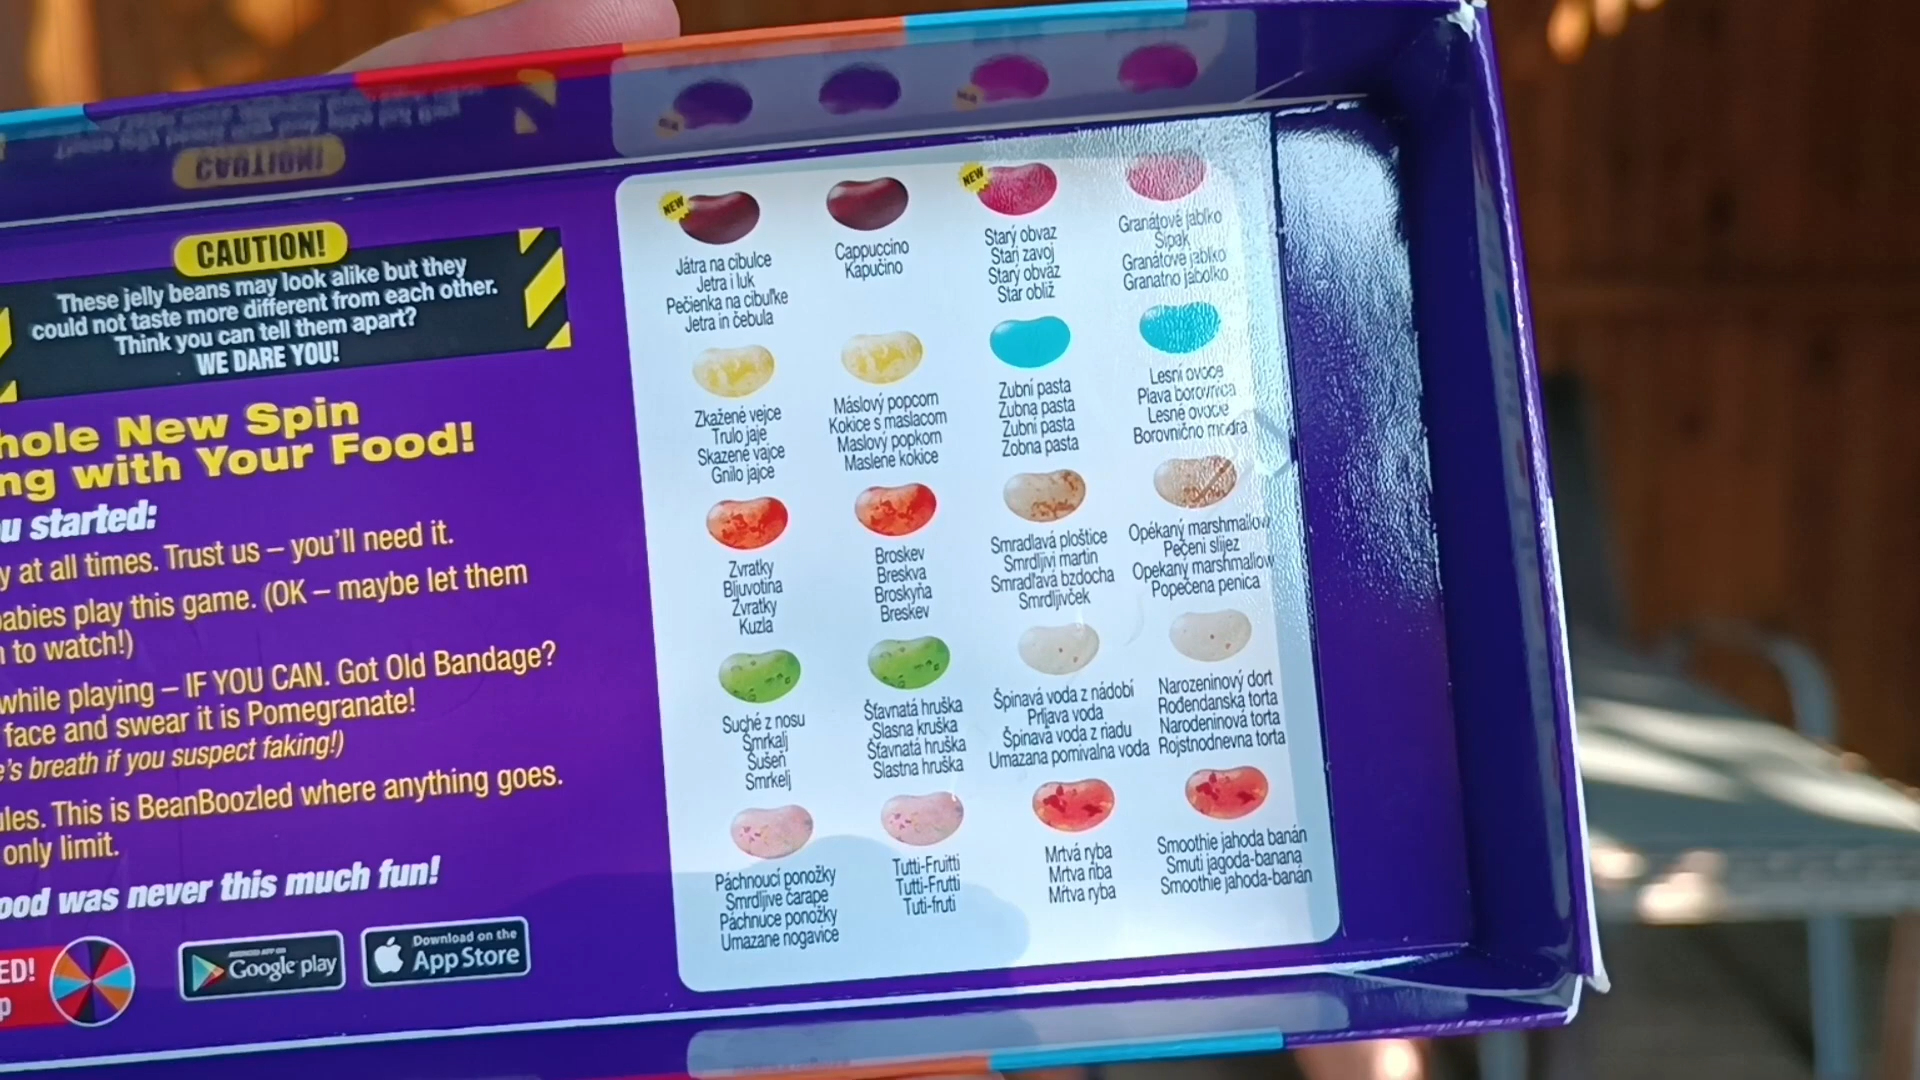 CAUTION!
These jelly beans may look alike but they
could not taste more different from each other.
Think you can tell them apart?
WE DARE YOU!
hole New Spin
ng with Your Food!
u started:
y at all times. Trust us – you'll need it.
babies play this game. (OK – maybe let them
to watch!)
while playing – IF YOU CAN. Got Old Bandage?
face and swear it is Pomegranate!
e's breath if you suspect faking!)
ules. This is BeanBoozled where anything goes.
only limit.
ood was never this much fun!
ED!
p
Google play
Download on the
App Store
NEW
Játra na cibulce
Jetra i luk
Pečienka na cibuľke
Jetra in čebula
Cappuccino
Kapučino
NEW
Starý obvaz
Stari zavoj
Starý obväz
Star obliž
Granátové jablko
Šipak
Granátové jablko
Granatno jabolko
Zkažené vejce
Trulo jaje
Skazené vajce
Gnilo jajce
Máslový popcorn
Kokice s maslacom
Maslový popkorn
Maslene kokice
Zubní pasta
Zubna pasta
Zubní pasta
Zobna pasta
Lesní ovoce
Plava borovnica
Lesné ovocie
Borovnično modra
Zvratky
Bljuvotina
Zvratky
Kuzla
Broskev
Breskva
Broskyňa
Breskev
Smradlavá ploštice
Smrdljivi martin
Smradľavá bzdocha
Smrdljivček
Opékaný marshmallow
Pečeni sljez
Opekaný marshmallow
Popečena penica
Suché z nosu
Šmrkalj
Sušeň
Smrkelj
Šťavnatá hruška
Slasna kruška
Šťavnatá hruška
Slastna hruška
Špinavá voda z nádobí
Prljava voda
Špinavá voda z riadu
Umazana pomivalna voda
Narozeninový dort
Rođendanska torta
Narodeninová torta
Rojstnodnevna torta
Páchnoucí ponožky
Smrdljive čarape
Páchnuce ponožky
Umazane nogavice
Tutti-Fruitti
Tutti-Frutti
Tuti-fruti
Mrtvá ryba
Mrtva riba
Mŕtva ryba
Smoothie jahoda banán
Smuti jagoda-banana
Smoothie jahoda-banán